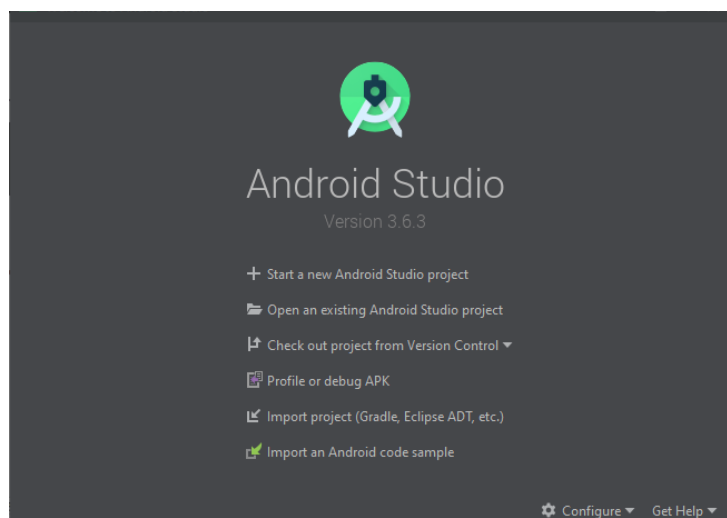 Android Studio
Version 3.6.3
Start a new Android Studio project
Open an existing Android Studio project
Check out project from Version Control
Profile or debug APK
Import project (Gradle, Eclipse ADT, etc.)
Import an Android code sample
Configure Get Help